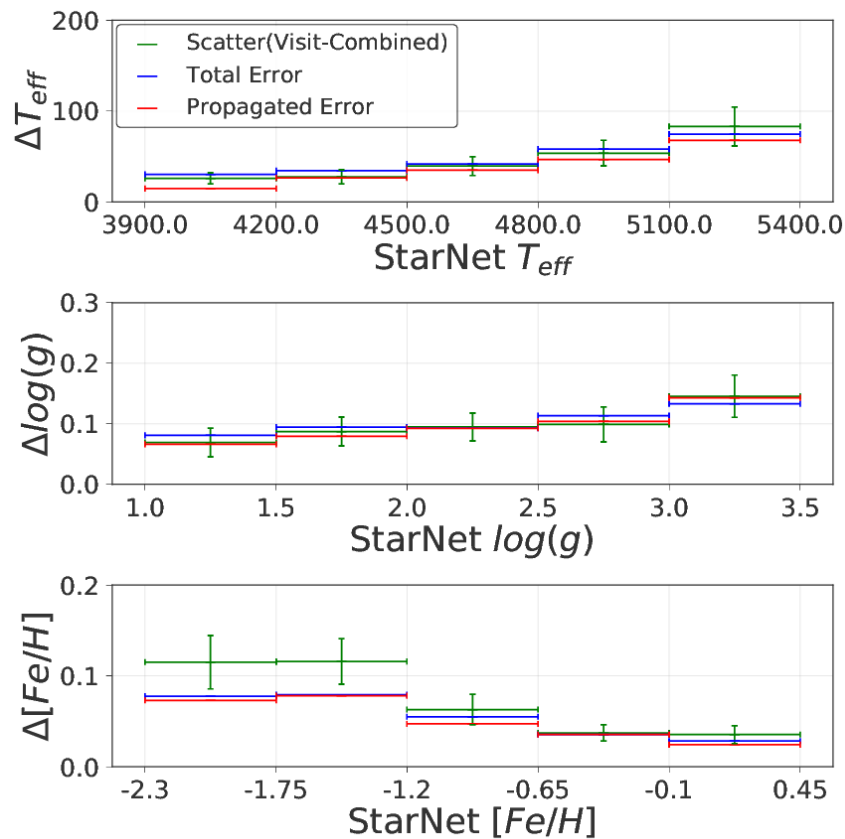 200
100
0
ΔT_eff
Scatter(Visit-Combined)
Total Error
Propagated Error
3900.0 4200.0 4500.0 4800.0 5100.0 5400.0
StarNet T_eff
0.3
0.2
0.1
0.0
Δlog(g)
1.0 1.5 2.0 2.5 3.0 3.5
StarNet log(g)
0.2
0.1
0.0
Δ[Fe/H]
-2.3 -1.75 -1.2 -0.65 -0.1 0.45
StarNet [Fe/H]